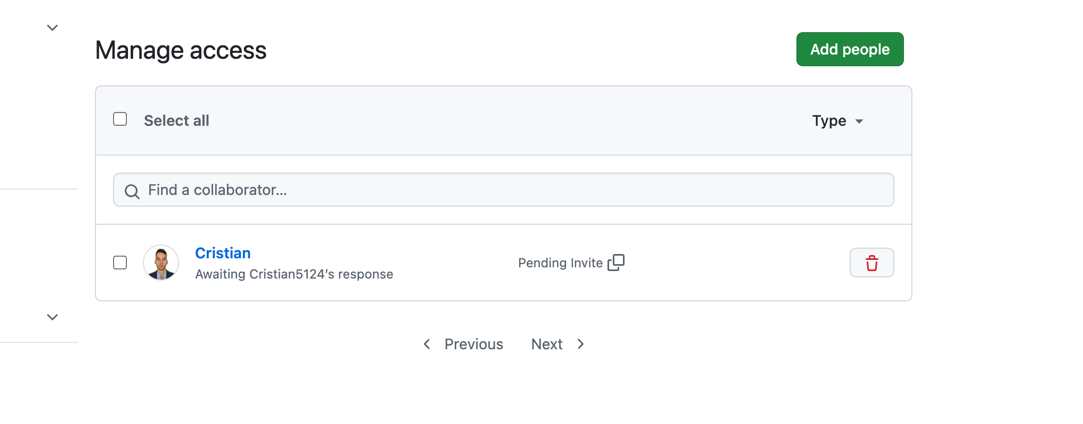 Manage access
Add people
Select all
Type
Find a collaborator...
Cristian
Awaiting Cristian5124's response
Pending Invite
Previous
Next